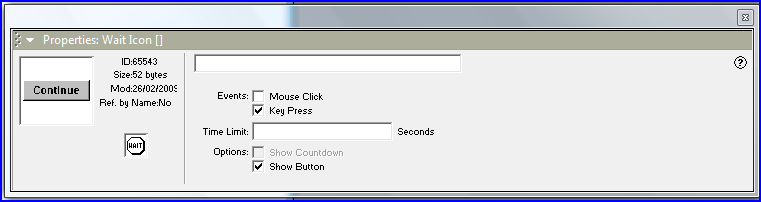 Properties: Wait Icon []
Continue
ID:65543
Size:52 bytes
Mod:26/02/2009
Ref. by Name:No
WAIT
Events: Mouse Click
Key Press
Time Limit: Seconds
Options: Show Countdown
Show Button
?